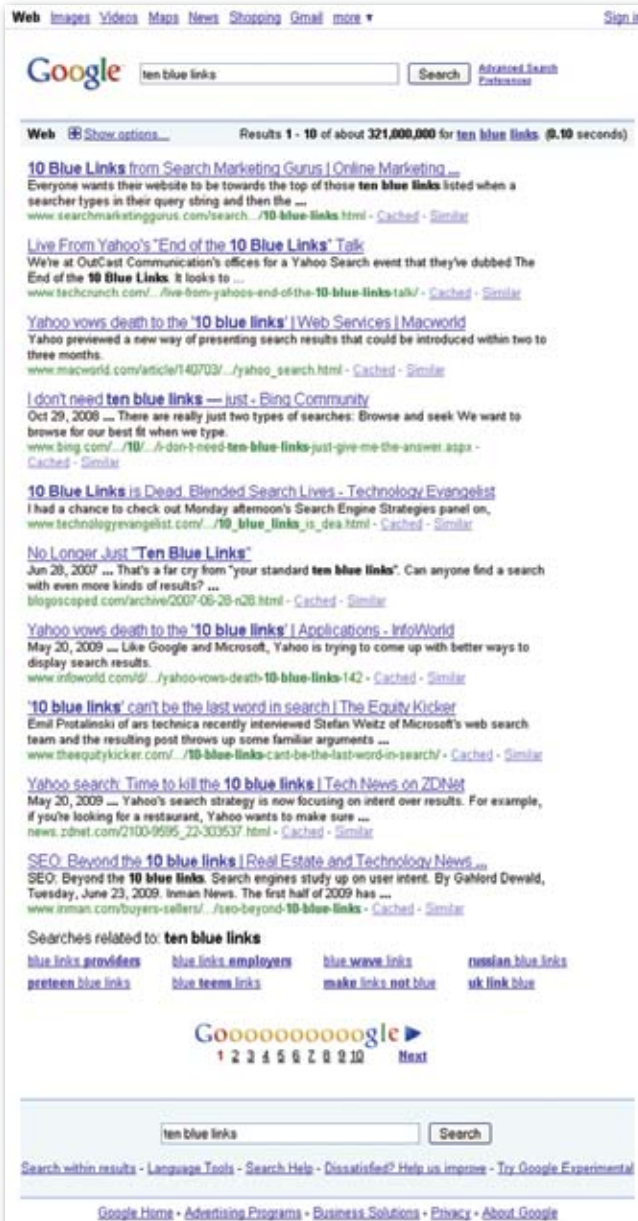 Web Images Videos Maps News Shopping Gmail more ▼ Sign in
Google ten blue links Search Advanced Search
Preferences
Web Show options... Results 1 - 10 of about 321,000,000 for ten blue links. (0.10 seconds)
10 Blue Links from Search Marketing Gurus | Online Marketing ...
Everyone wants their website to be towards the top of those ten blue links listed when a
searcher types in their query string and then the ...
www.searchmarketinggurus.com/search.../10-blue-links.html - Cached - Similar
Live From Yahoo's "End of the 10 Blue Links" Talk
We're at OutCast Communication's offices for a Yahoo Search event that they've dubbed The
End of the 10 Blue Links. It looks to ...
www.techcrunch.com/.../live-from-yahoos-end-of-the-10-blue-links-talk/ - Cached - Similar
Yahoo vows death to the '10 blue links' | Web Services | Macworld
Yahoo previewed a new way of presenting search results that could be introduced within two to
three months.
www.macworld.com/article/140703/.../yahoo_search.html - Cached - Similar
I don't need ten blue links — just - Bing Community
Oct 29, 2008 ... There are really just two types of searches: Browse and seek We want to
browse for our best fit when we type.
www.bing.com/.../10/.../i-don-t-need-ten-blue-links-just-give-me-the-answer.aspx -
Cached - Similar
10 Blue Links is Dead. Blended Search Lives - Technology Evangelist
I had a chance to check out Monday afternoon's Search Engine Strategies panel on,
www.technologyevangelist.com/.../10_blue_links_is_dea.html - Cached - Similar
No Longer Just "Ten Blue Links"
Jun 28, 2007 ... That's a far cry from "your standard ten blue links". Can anyone find a search
with even more kinds of results? ...
blogoscoped.com/archive/2007-06-28-n28.html - Cached - Similar
Yahoo vows death to the '10 blue links' | Applications - InfoWorld
May 20, 2009 ... Like Google and Microsoft, Yahoo is trying to come up with better ways to
display search results.
www.infoworld.com/d/.../yahoo-vows-death-10-blue-links-142 - Cached - Similar
'10 blue links' can't be the last word in search | The Equity Kicker
Emil Protalinski of ars technica recently interviewed Stefan Weitz of Microsoft's web search
team and the resulting post throws up some familiar arguments ...
www.theequitykicker.com/.../10-blue-links-cant-be-the-last-word-in-search/ - Cached - Similar
Yahoo search: Time to kill the 10 blue links | Tech News on ZDNet
May 20, 2009 ... Yahoo's search strategy is now focusing on intent over results. For example,
if you're looking for a restaurant, Yahoo wants to make sure ...
news.zdnet.com/2100-9595_22-303537.html - Cached - Similar
SEO: Beyond the 10 blue links | Real Estate and Technology News ...
SEO: Beyond the 10 blue links. Search engines study up on user intent. By Gahlord Dewald,
Tuesday, June 23, 2009. Inman News. The first half of 2009 has ...
www.inman.com/buyers-sellers/.../seo-beyond-10-blue-links - Cached - Similar
Searches related to: ten blue links
blue links providers blue links employers blue wave links russian blue links
preteen blue links blue teens links make links not blue uk link blue
Goooooooooogle ▶
1 2 3 4 5 6 7 8 9 10 Next
ten blue links Search
Search within results - Language Tools - Search Help - Dissatisfied? Help us improve - Try Google Experimental
Google Home - Advertising Programs - Business Solutions - Privacy - About Google